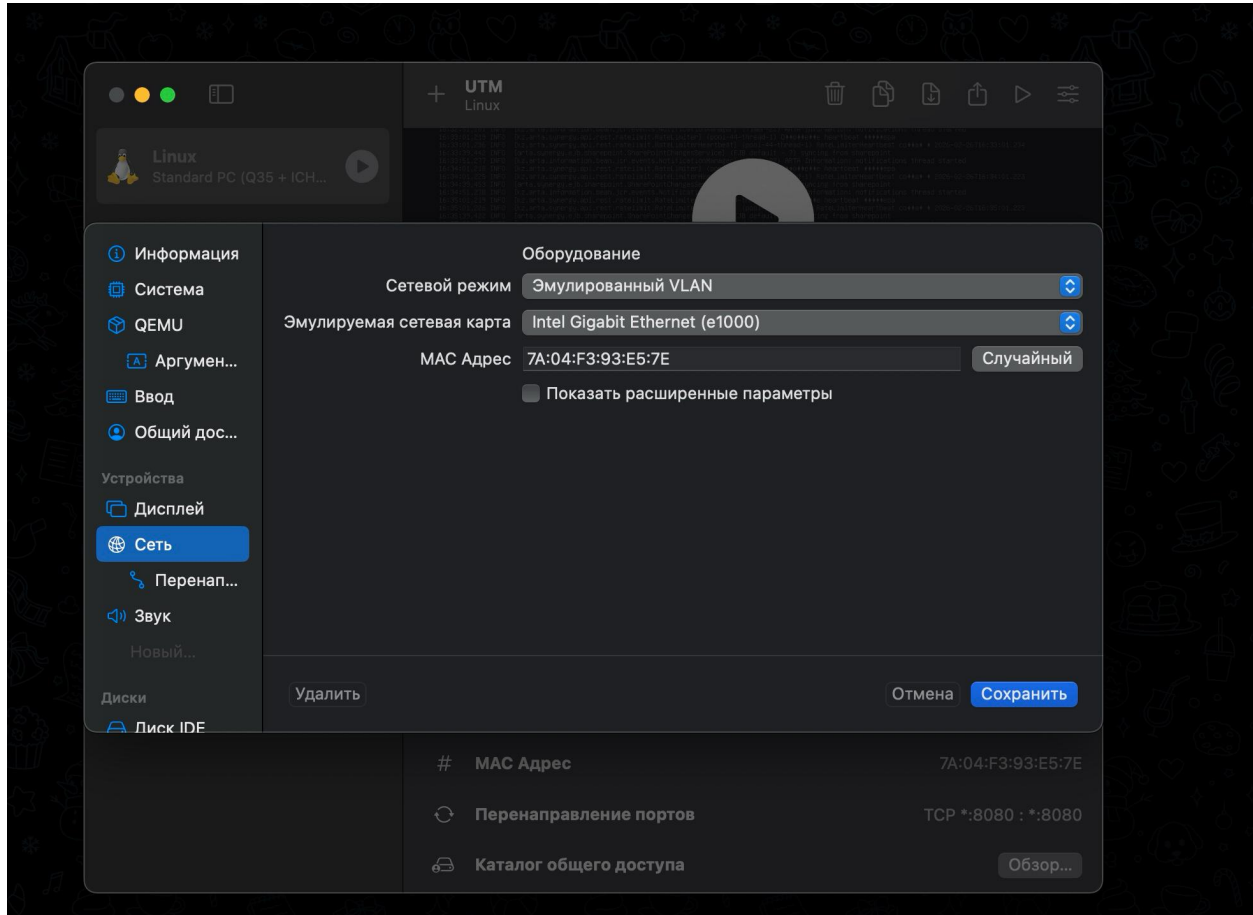 UTM
Linux
Linux
Standard PC (Q35 + ICH...
Информация
Система
QEMU
Аргумен...
Ввод
Общий дос...
Устройства
Дисплей
Сеть
Перенап...
Звук
Новый...
Диски
Диск IDE
Оборудование
Сетевой режим Эмулированный VLAN
Эмулируемая сетевая карта Intel Gigabit Ethernet (e1000)
MAC Адрес 7A:04:F3:93:E5:7E Случайный
Показать расширенные параметры
Удалить Отмена Сохранить
MAC Адрес 7A:04:F3:93:E5:7E
Перенаправление портов TCP *:8080 : *:8080
Каталог общего доступа Обзор...